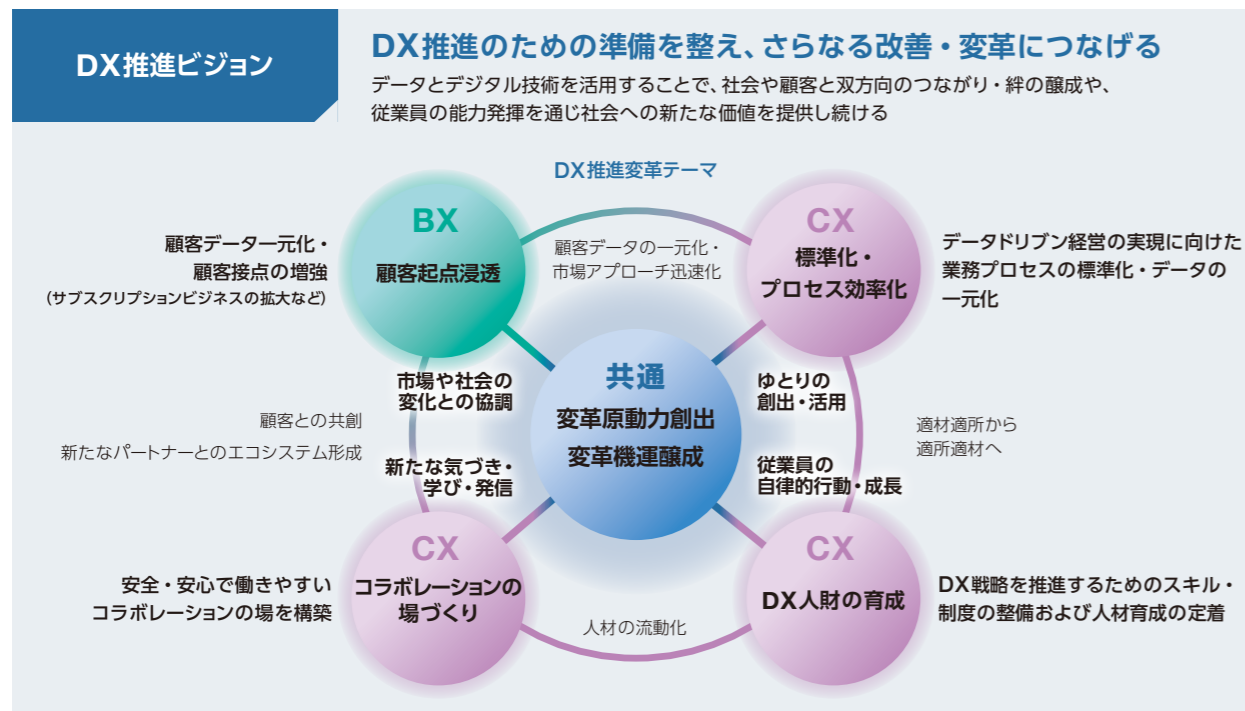 DX推進ビジョン
DX推進のための準備を整え、さらなる改善・変革につなげる
データとデジタル技術を活用することで、社会や顧客と双方向のつながり・絆の醸成や、
従業員の能力発揮を通じ社会への新たな価値を提供し続ける
DX推進変革テーマ
BX
顧客起点浸透
顧客データ一元化・
顧客接点の増強
（サブスクリプションビジネスの拡大など）
顧客データの一元化・
市場アプローチ迅速化
CX
標準化・
プロセス効率化
データドリブン経営の実現に向けた
業務プロセスの標準化・データの
一元化
共通
変革原動力創出
変革機運醸成
市場や社会の
変化との協調
ゆとりの
創出・活用
新たな気づき・
学び・発信
従業員の
自律的行動・成長
顧客との共創
新たなパートナーとのエコシステム形成
適材適所から
適所適材へ
CX
コラボレーションの
場づくり
安全・安心で働きやすい
コラボレーションの場を構築
人材の流動化
CX
DX人財の育成
DX戦略を推進するためのスキル・
制度の整備および人材育成の定着